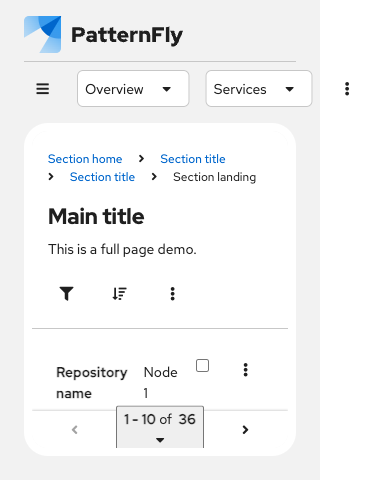 PatternFly
Overview Services
Section home Section title
Section title Section landing
Main title
This is a full page demo.
Repository Node
name 1
1 - 10 of 36